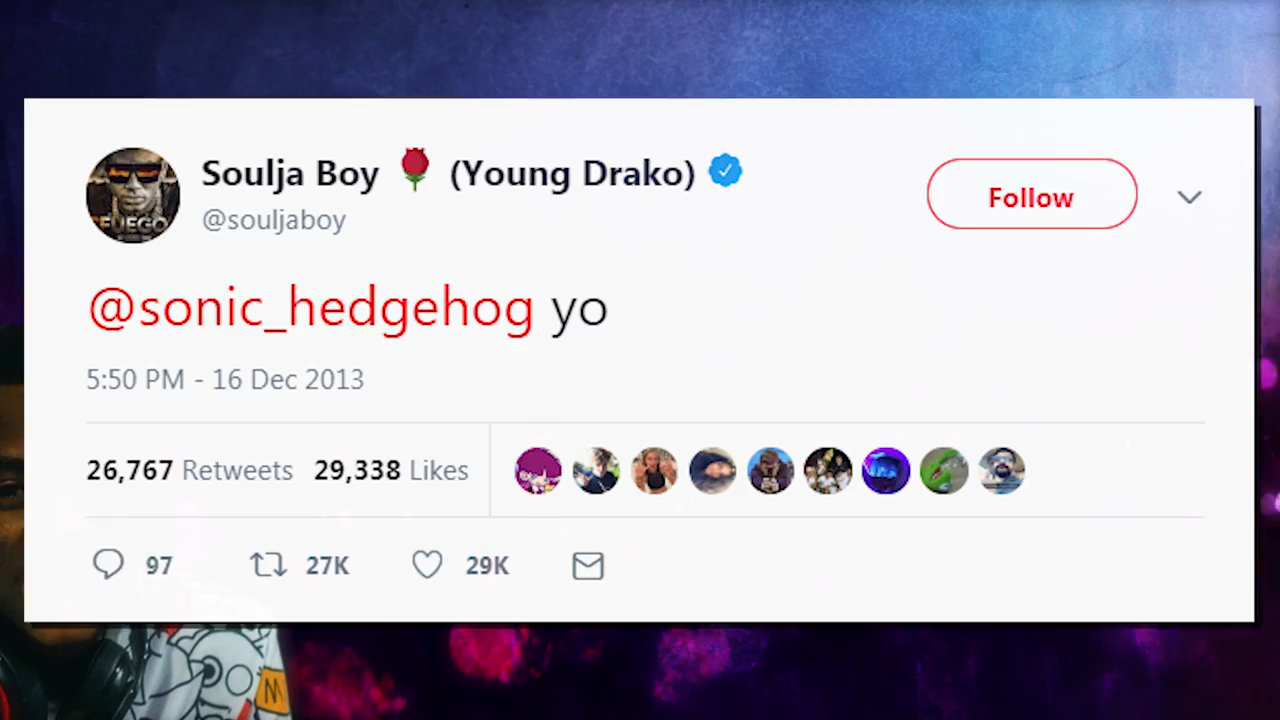 Soulja Boy 🌹 (Young Drako)
@souljaboy
Follow
FUEGO
@sonic_hedgehog yo
5:50 PM - 16 Dec 2013
26,767 Retweets 29,338 Likes
97 27K 29K